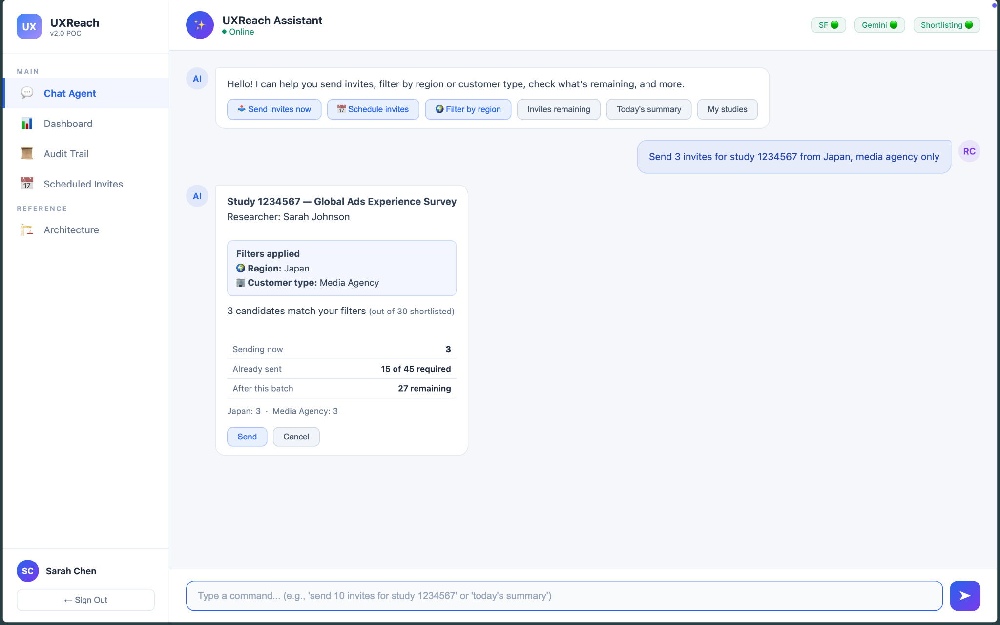 UX
UXReach
v2.0 POC
MAIN
Chat Agent
Dashboard
Audit Trail
17
Scheduled Invites
REFERENCE
Architecture
SC
Sarah Chen
← Sign Out
UXReach Assistant
Online
SF
Gemini
Shortlisting
AI
Hello! I can help you send invites, filter by region or customer type, check what's remaining, and more.
Send invites now
17 Schedule invites
Filter by region
Invites remaining
Today's summary
My studies
Send 3 invites for study 1234567 from Japan, media agency only
RC
AI
Study 1234567 — Global Ads Experience Survey
Researcher: Sarah Johnson
Filters applied
Region: Japan
Customer type: Media Agency
3 candidates match your filters (out of 30 shortlisted)
Sending now 3
Already sent 15 of 45 required
After this batch 27 remaining
Japan: 3 · Media Agency: 3
Send
Cancel
Type a command... (e.g., 'send 10 invites for study 1234567' or 'today's summary')